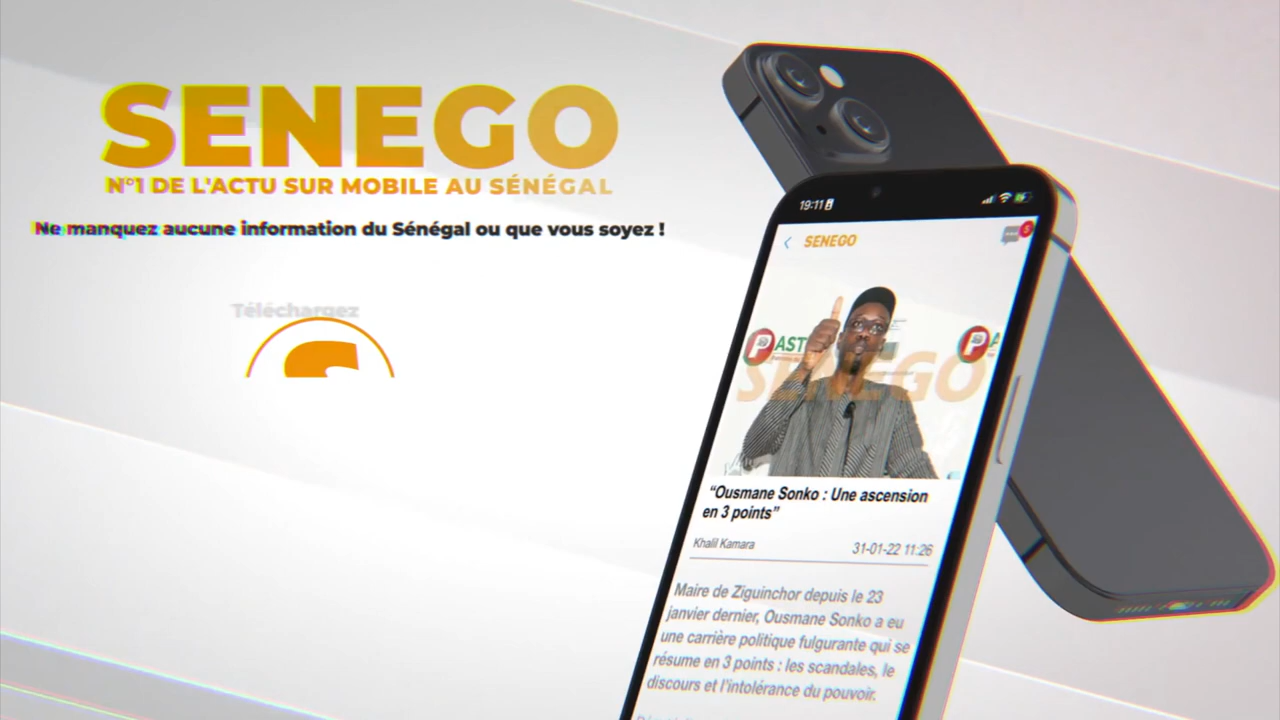 SENEGO
N°1 DE L'ACTU SUR MOBILE AU SÉNÉGAL
Ne manquez aucune information du Sénégal ou que vous soyez !
Téléchargez
19:11
SENEGO
5
PAST
PA
SENEGO
“Ousmane Sonko : Une ascension
en 3 points”
Khalil Kamara
31-01-22 11:26
Maire de Ziguinchor depuis le 23
janvier dernier, Ousmane Sonko a eu
une carrière politique fulgurante qui se
résume en 3 points : les scandales, le
discours et l'intolérance du pouvoir.